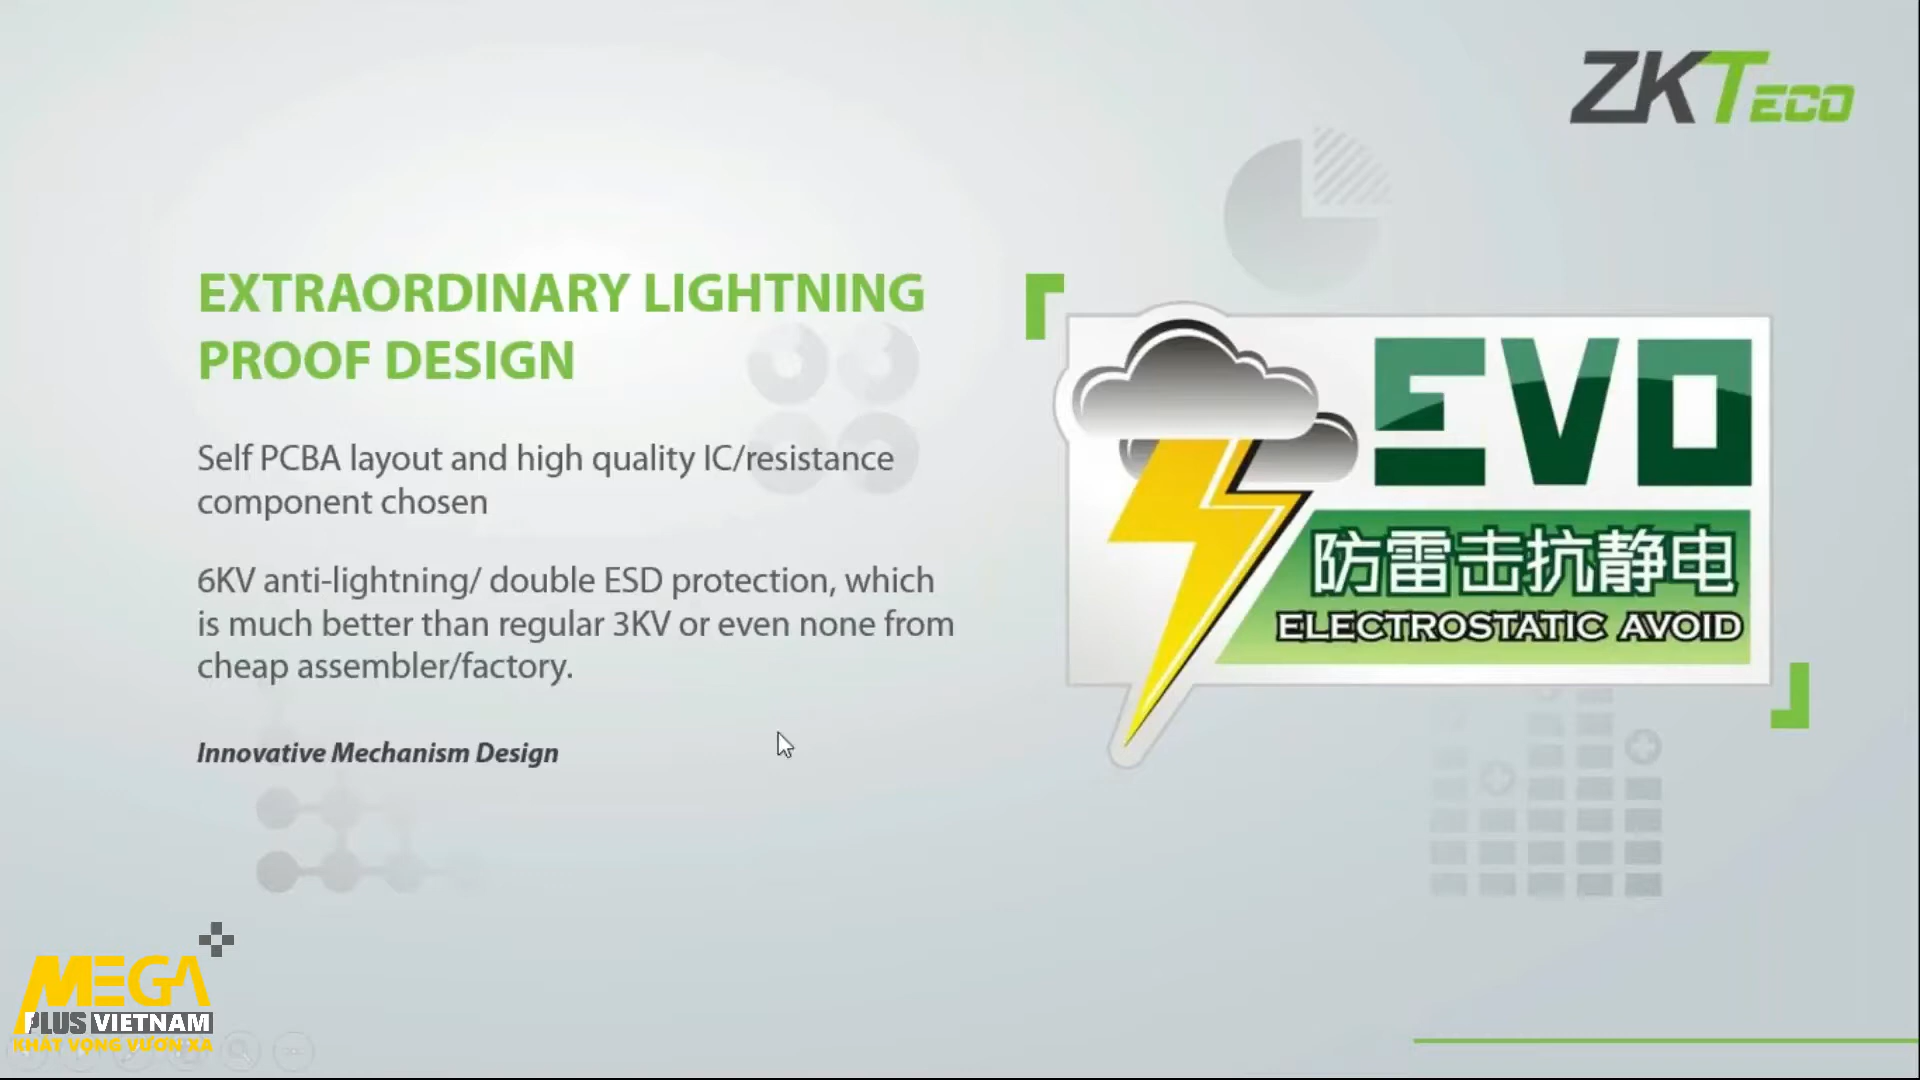 ZKTECO
EXTRAORDINARY LIGHTNING
PROOF DESIGN
Self PCBA layout and high quality IC/resistance
component chosen
6KV anti-lightning/ double ESD protection, which
is much better than regular 3KV or even none from
cheap assembler/factory.
Innovative Mechanism Design
EVO
防雷击抗静电
ELECTROSTATIC AVOID
MEGA
PLUS VIETNAM
KHÁT VỌNG VƯƠN XA